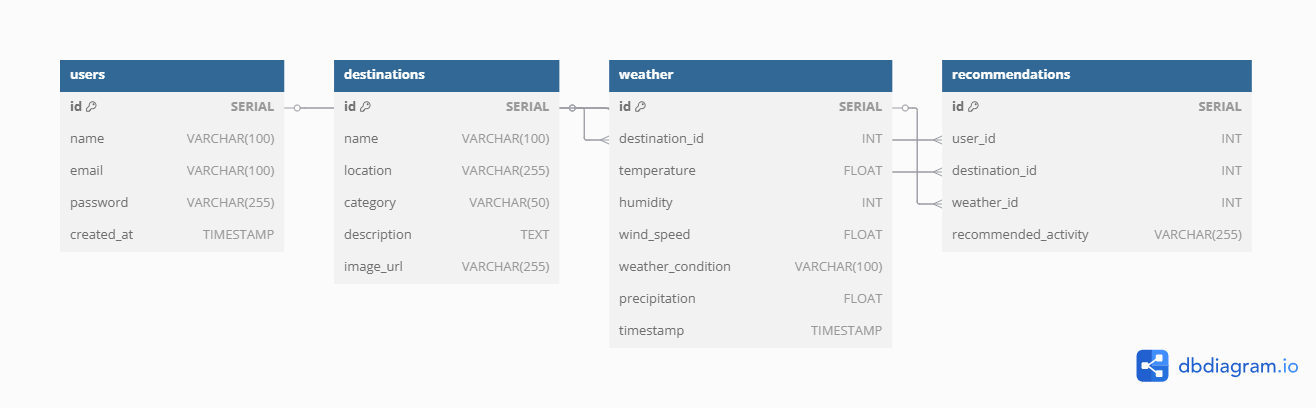 users
id SERIAL
name VARCHAR(100)
email VARCHAR(100)
password VARCHAR(255)
created_at TIMESTAMP
destinations
id SERIAL
name VARCHAR(100)
location VARCHAR(255)
category VARCHAR(50)
description TEXT
image_url VARCHAR(255)
weather
id SERIAL
destination_id INT
temperature FLOAT
humidity INT
wind_speed FLOAT
weather_condition VARCHAR(100)
precipitation FLOAT
timestamp TIMESTAMP
recommendations
id SERIAL
user_id INT
destination_id INT
weather_id INT
recommended_activity VARCHAR(255)
dbdiagram.io